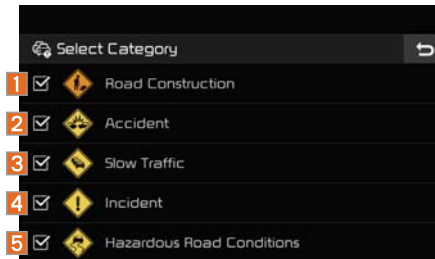 Select Category
1 Road Construction
2 Accident
3 Slow Traffic
4 Incident
5 Hazardous Road Conditions